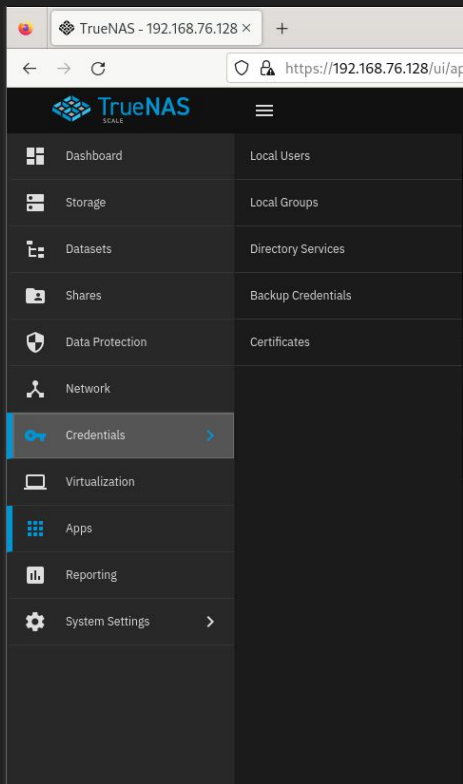 TrueNAS - 192.168.76.128
https://192.168.76.128/ui/ap
TrueNAS
SCALE
Dashboard
Storage
Datasets
Shares
Data Protection
Network
Credentials
Virtualization
Apps
Reporting
System Settings
Local Users
Local Groups
Directory Services
Backup Credentials
Certificates